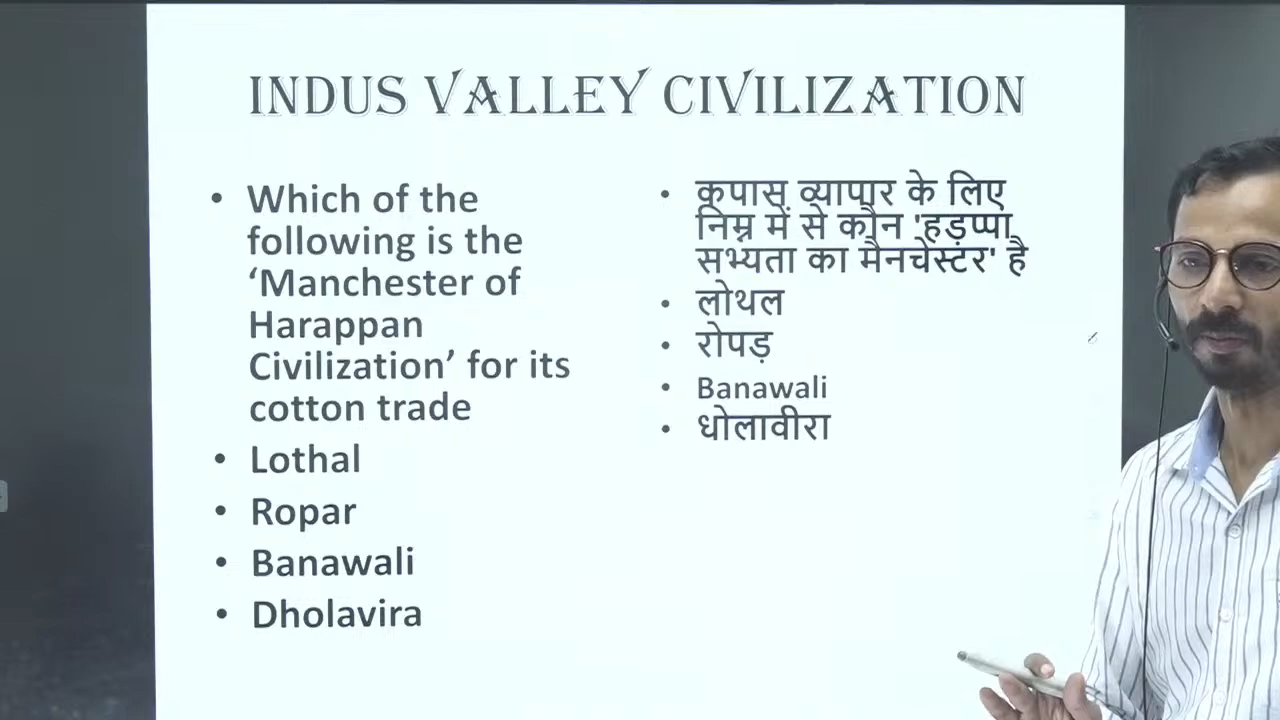 INDUS VALLEY CIVILIZATION
• Which of the
following is the
‘Manchester of
Harappan
Civilization’ for its
cotton trade
• Lothal
• Ropar
• Banawali
• Dholavira
• कपास व्यापार के लिए
निम्न में से कौन 'हड़प्पा
सभ्यता का मैनचेस्टर' है
• लोथल
• रोपड़
• Banawali
• धोलावीरा